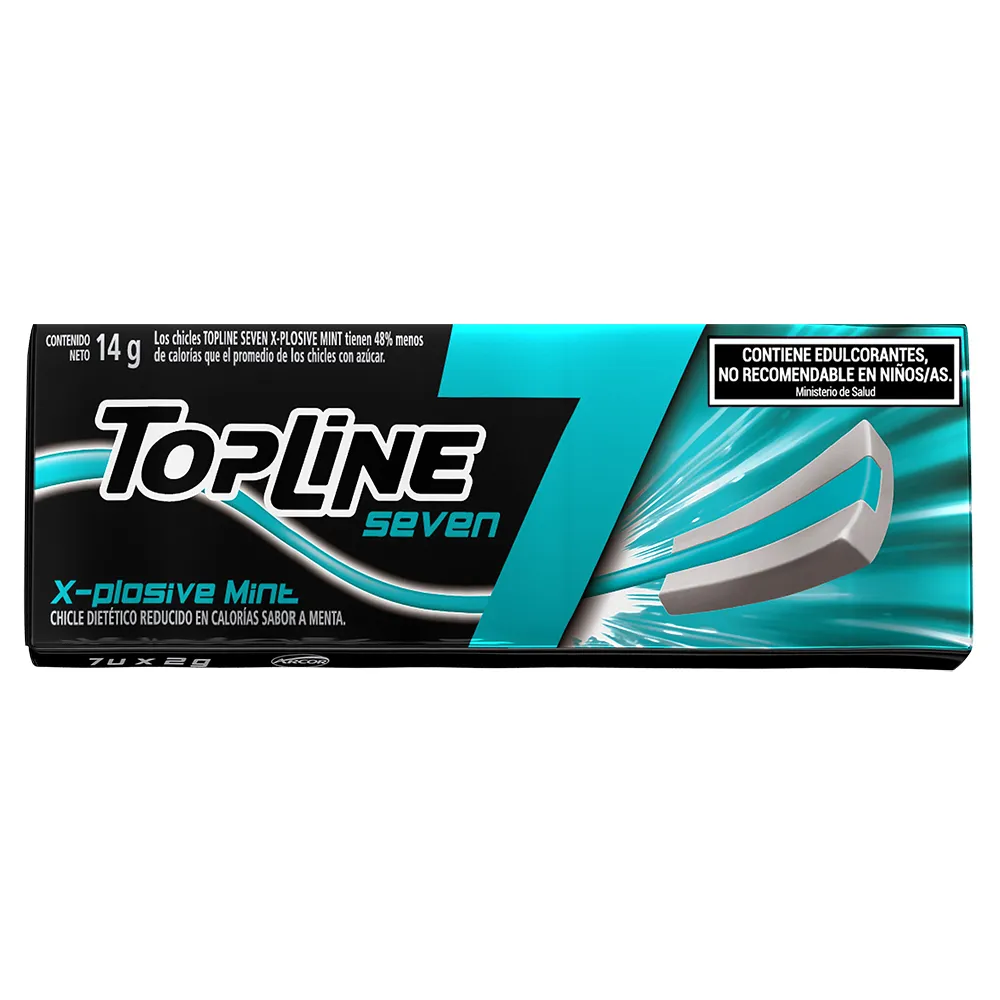 CONTENIDO NETO 14 g
Los chicles TOPLINE SEVEN X-PLOSIVE MINT tienen 48% menos
de calorías que el promedio de los chicles con azúcar.
CONTIENE EDULCORANTES,
NO RECOMENDABLE EN NIÑOS/AS.
Ministerio de Salud
TOPLINE
seven
7
X-plosive Mint
CHICLE DIETÉTICO REDUCIDO EN CALORÍAS SABOR A MENTA.
7u x 2g
ARCOR